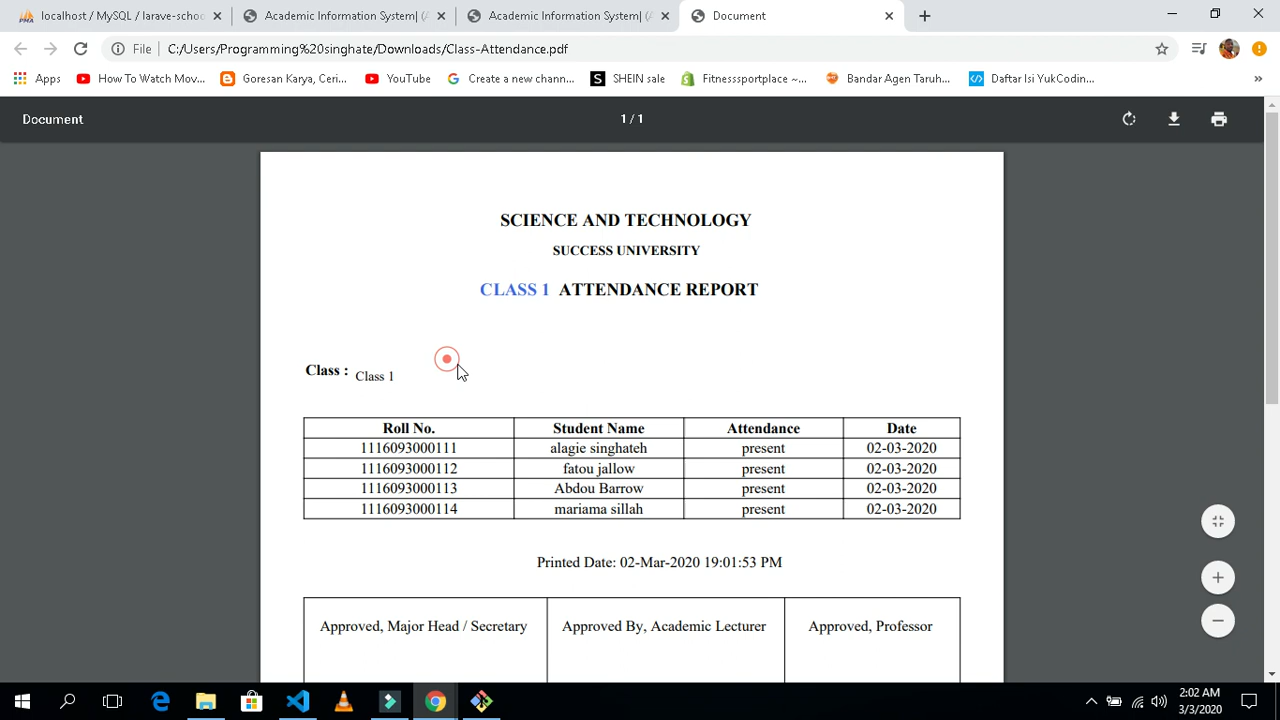 localhost / MySQL / larave-schoo
Academic Information System| (A
Academic Information System| (A
Document
File
C:/Users/Programming%20singhate/Downloads/Class-Attendance.pdf
Apps
How To Watch Mov...
Goresan Karya, Ceri...
YouTube
Create a new chann...
SHEIN sale
Fitnesssportplace ~...
Bandar Agen Taruh...
Daftar Isi YukCodin...
Document
1 / 1
SCIENCE AND TECHNOLOGY
SUCCESS UNIVERSITY
CLASS 1 ATTENDANCE REPORT
Class : Class 1
Roll No. Student Name Attendance Date
1116093000111 alagie singhateh present 02-03-2020
1116093000112 fatou jallow present 02-03-2020
1116093000113 Abdou Barrow present 02-03-2020
1116093000114 mariama sillah present 02-03-2020
Printed Date: 02-Mar-2020 19:01:53 PM
Approved, Major Head / Secretary Approved By, Academic Lecturer Approved, Professor
2:02 AM
3/3/2020